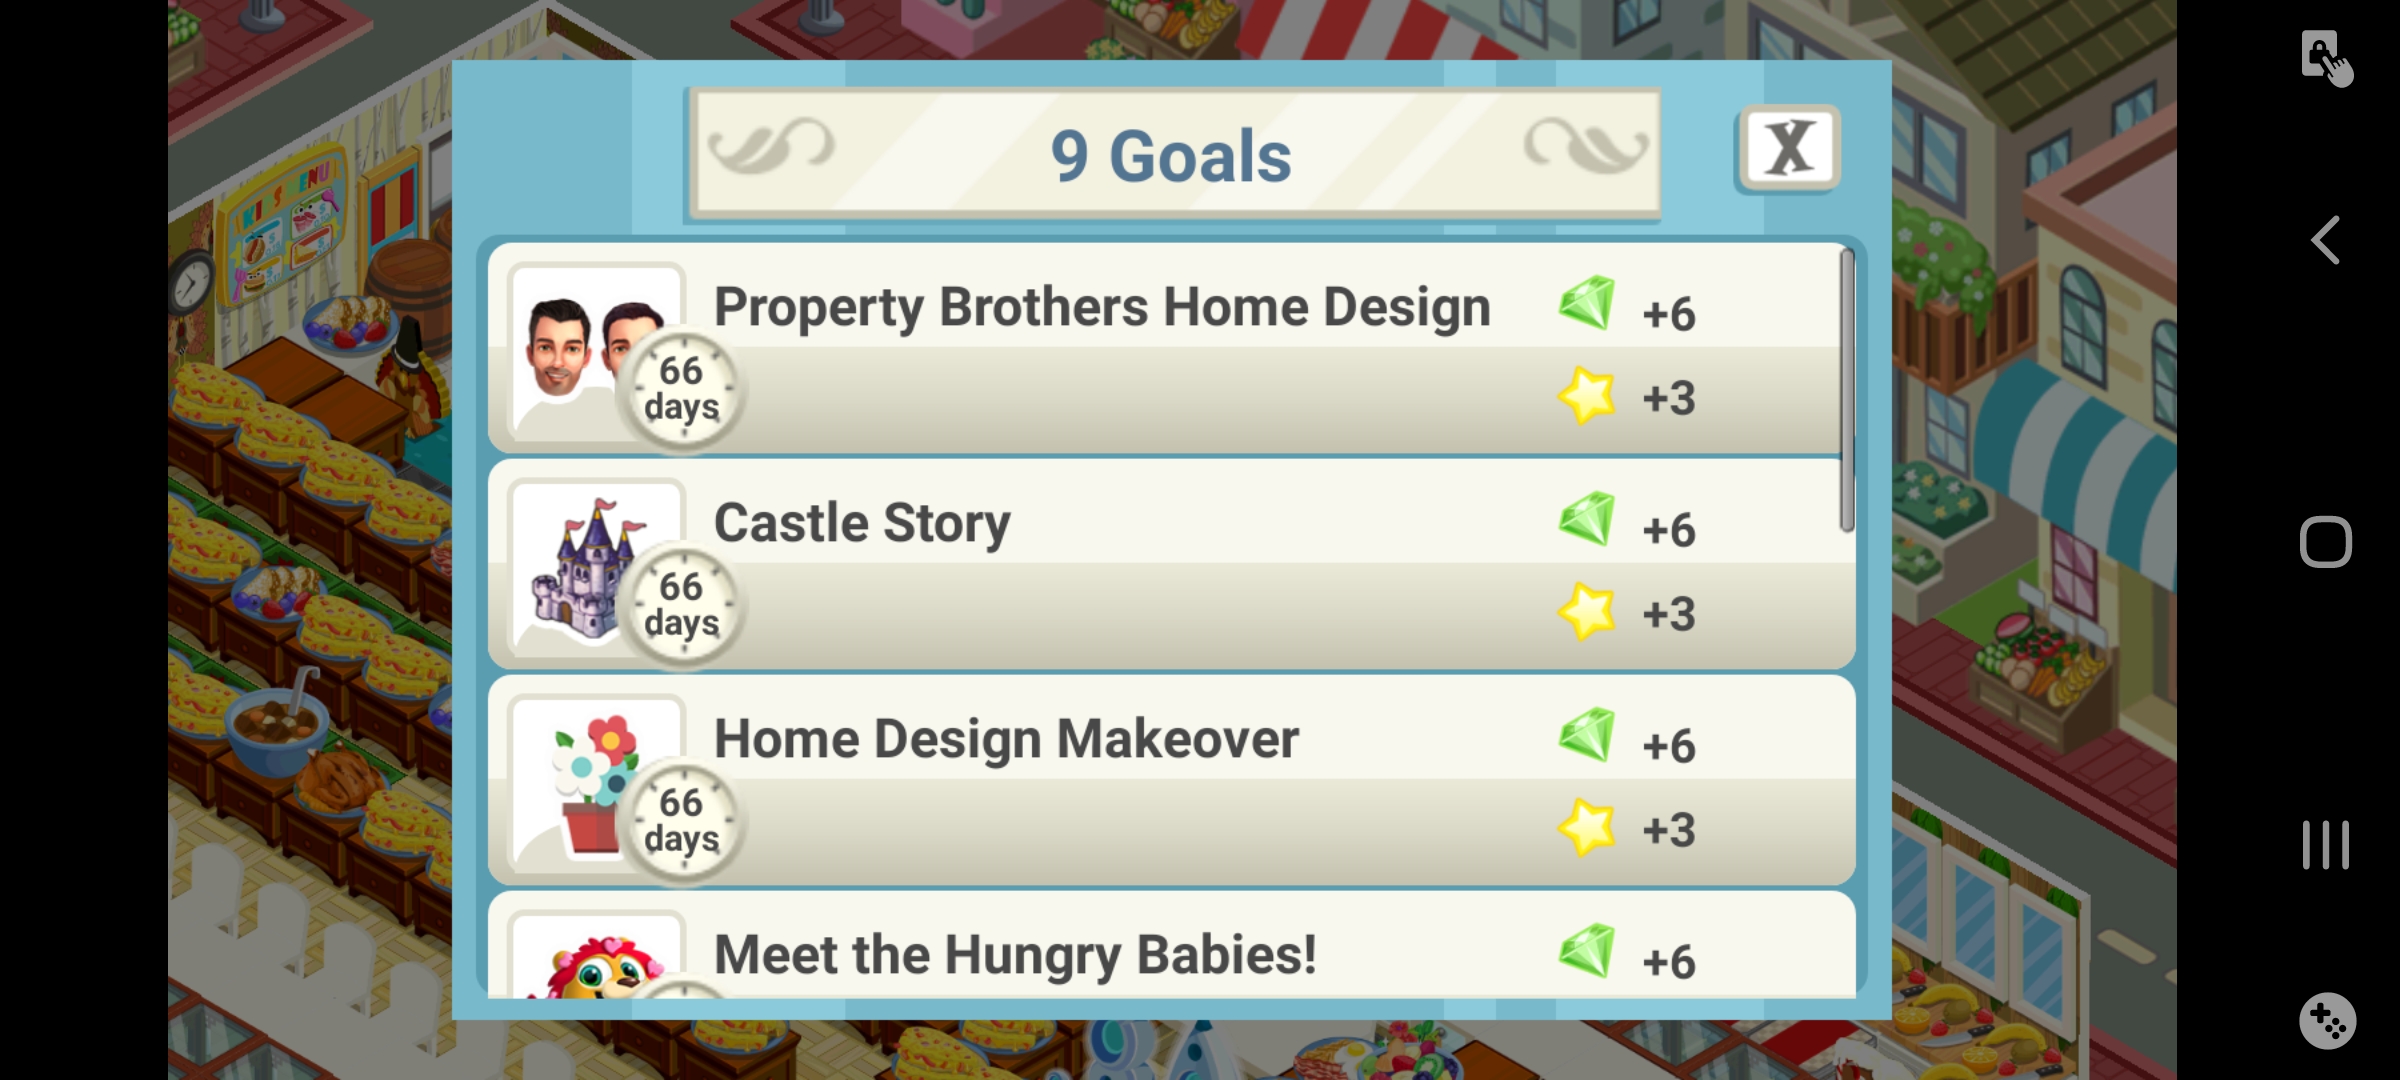 9 Goals
X
Property Brothers Home Design
+6
66
days
+3
Castle Story
+6
66
days
+3
Home Design Makeover
+6
66
days
+3
Meet the Hungry Babies!
+6